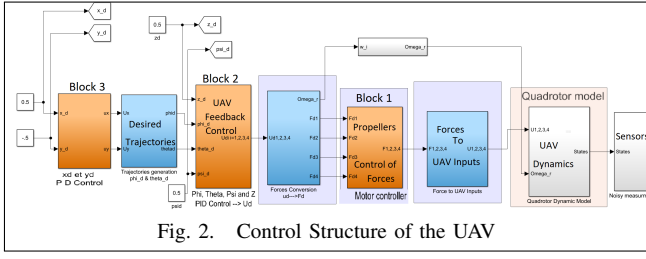 x_d
y_d
0.5
zd
z_d
psi_d
0.5
-.5
Block 3
x_d
ux
y_d
uy
xd et yd
P D Control
Ux
phid
Desired
Trajectories
Uy
thetad
Trajectories generation
phi_d & theta_d
Block 2
UAV
Feedback
Control
z_d
phi_d
theta_d
psi_d
Ud i=1,2,3,4
0.5
psid
Phi, Theta, Psi and Z
PID Control --> Ud
Omega_r
Ud1,2,3,4
Fd1
Fd2
Fd3
Fd4
Forces Conversion
ud--->Fd
w_i
Omega_r
Block 1
Propellers
Control of
Forces
Fd1
Fd2
Fd3
Fd4
F1,2,3,4
Motor controller
Forces
To
UAV Inputs
F1,2,3,4
U1,2,3,4
Force to UAV Input
Quadrotor model
U1,2,3,4
UAV
Dynamics
States
Omega_r
Quadrotor Dynamic Model
Sensors
States
Noisy measurem
Fig. 2. Control Structure of the UAV